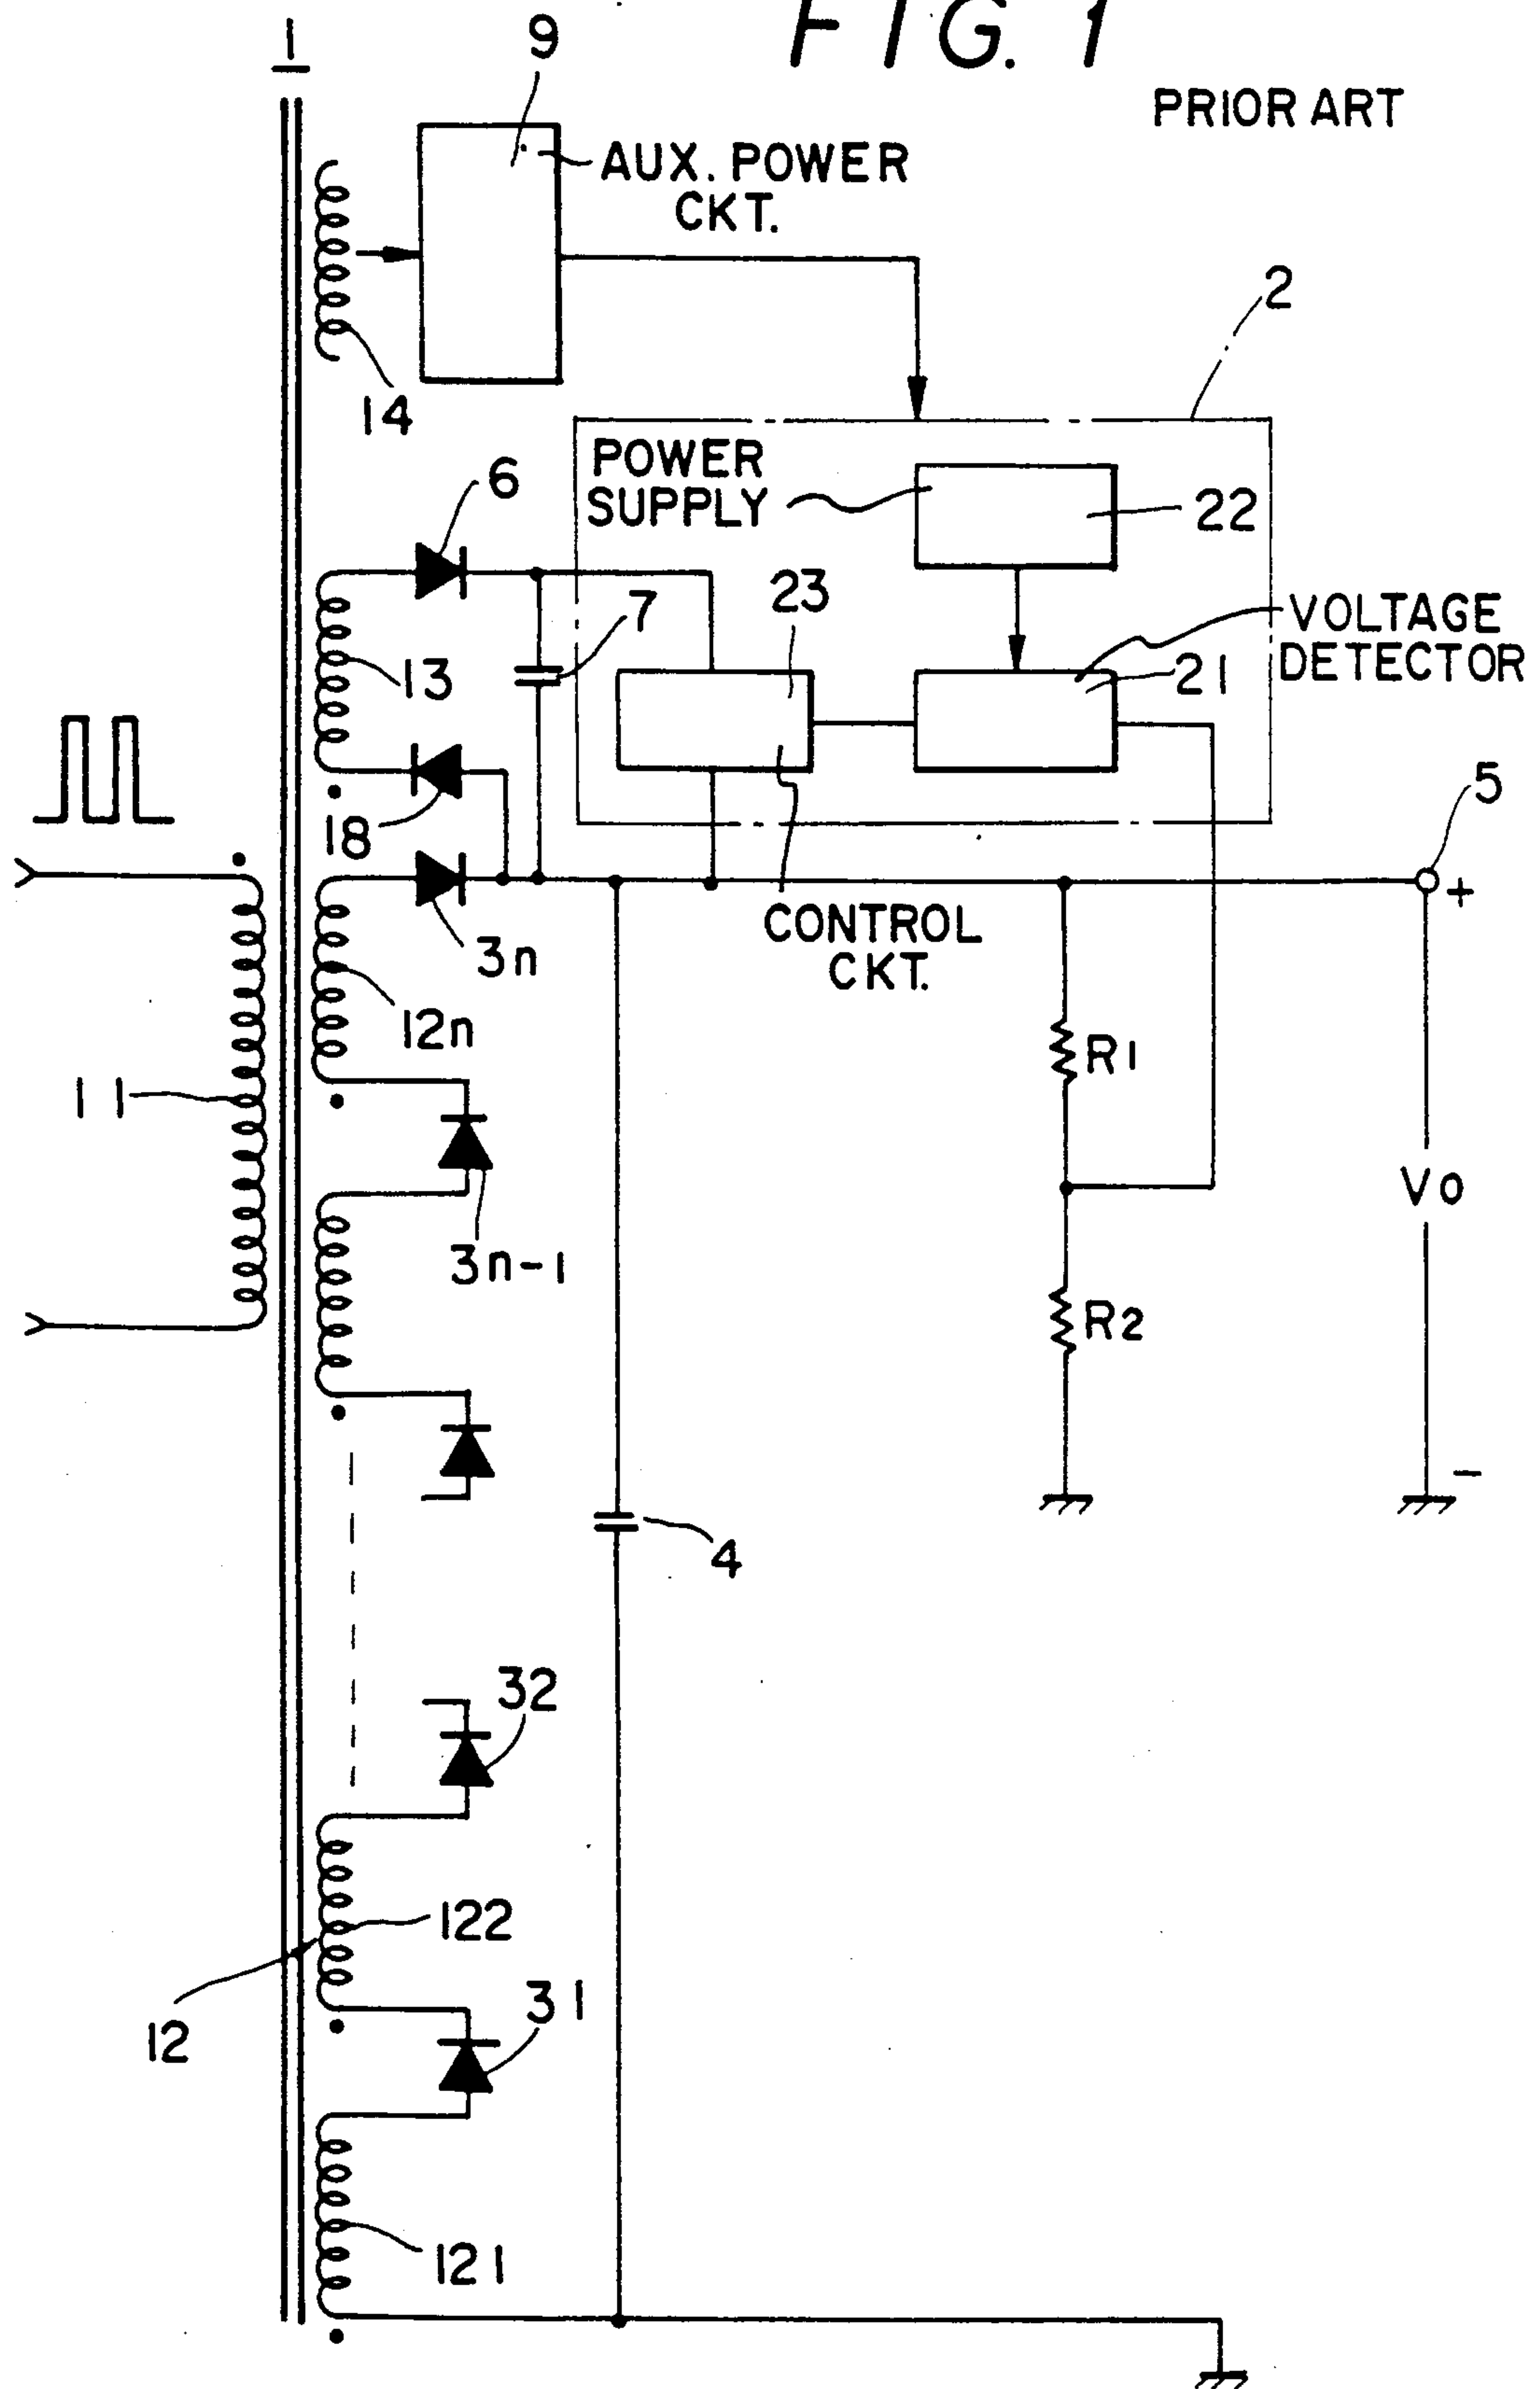 FIG. 1
PRIOR ART
1
9
AUX. POWER
CKT.
14
2
POWER
SUPPLY
22
6
7
23
VOLTAGE
DETECTOR
21
13
18
5
+
3n
CONTROL
CKT.
12n
R1
11
Vo
3n-1
R2
-
4
32
122
12
31
121